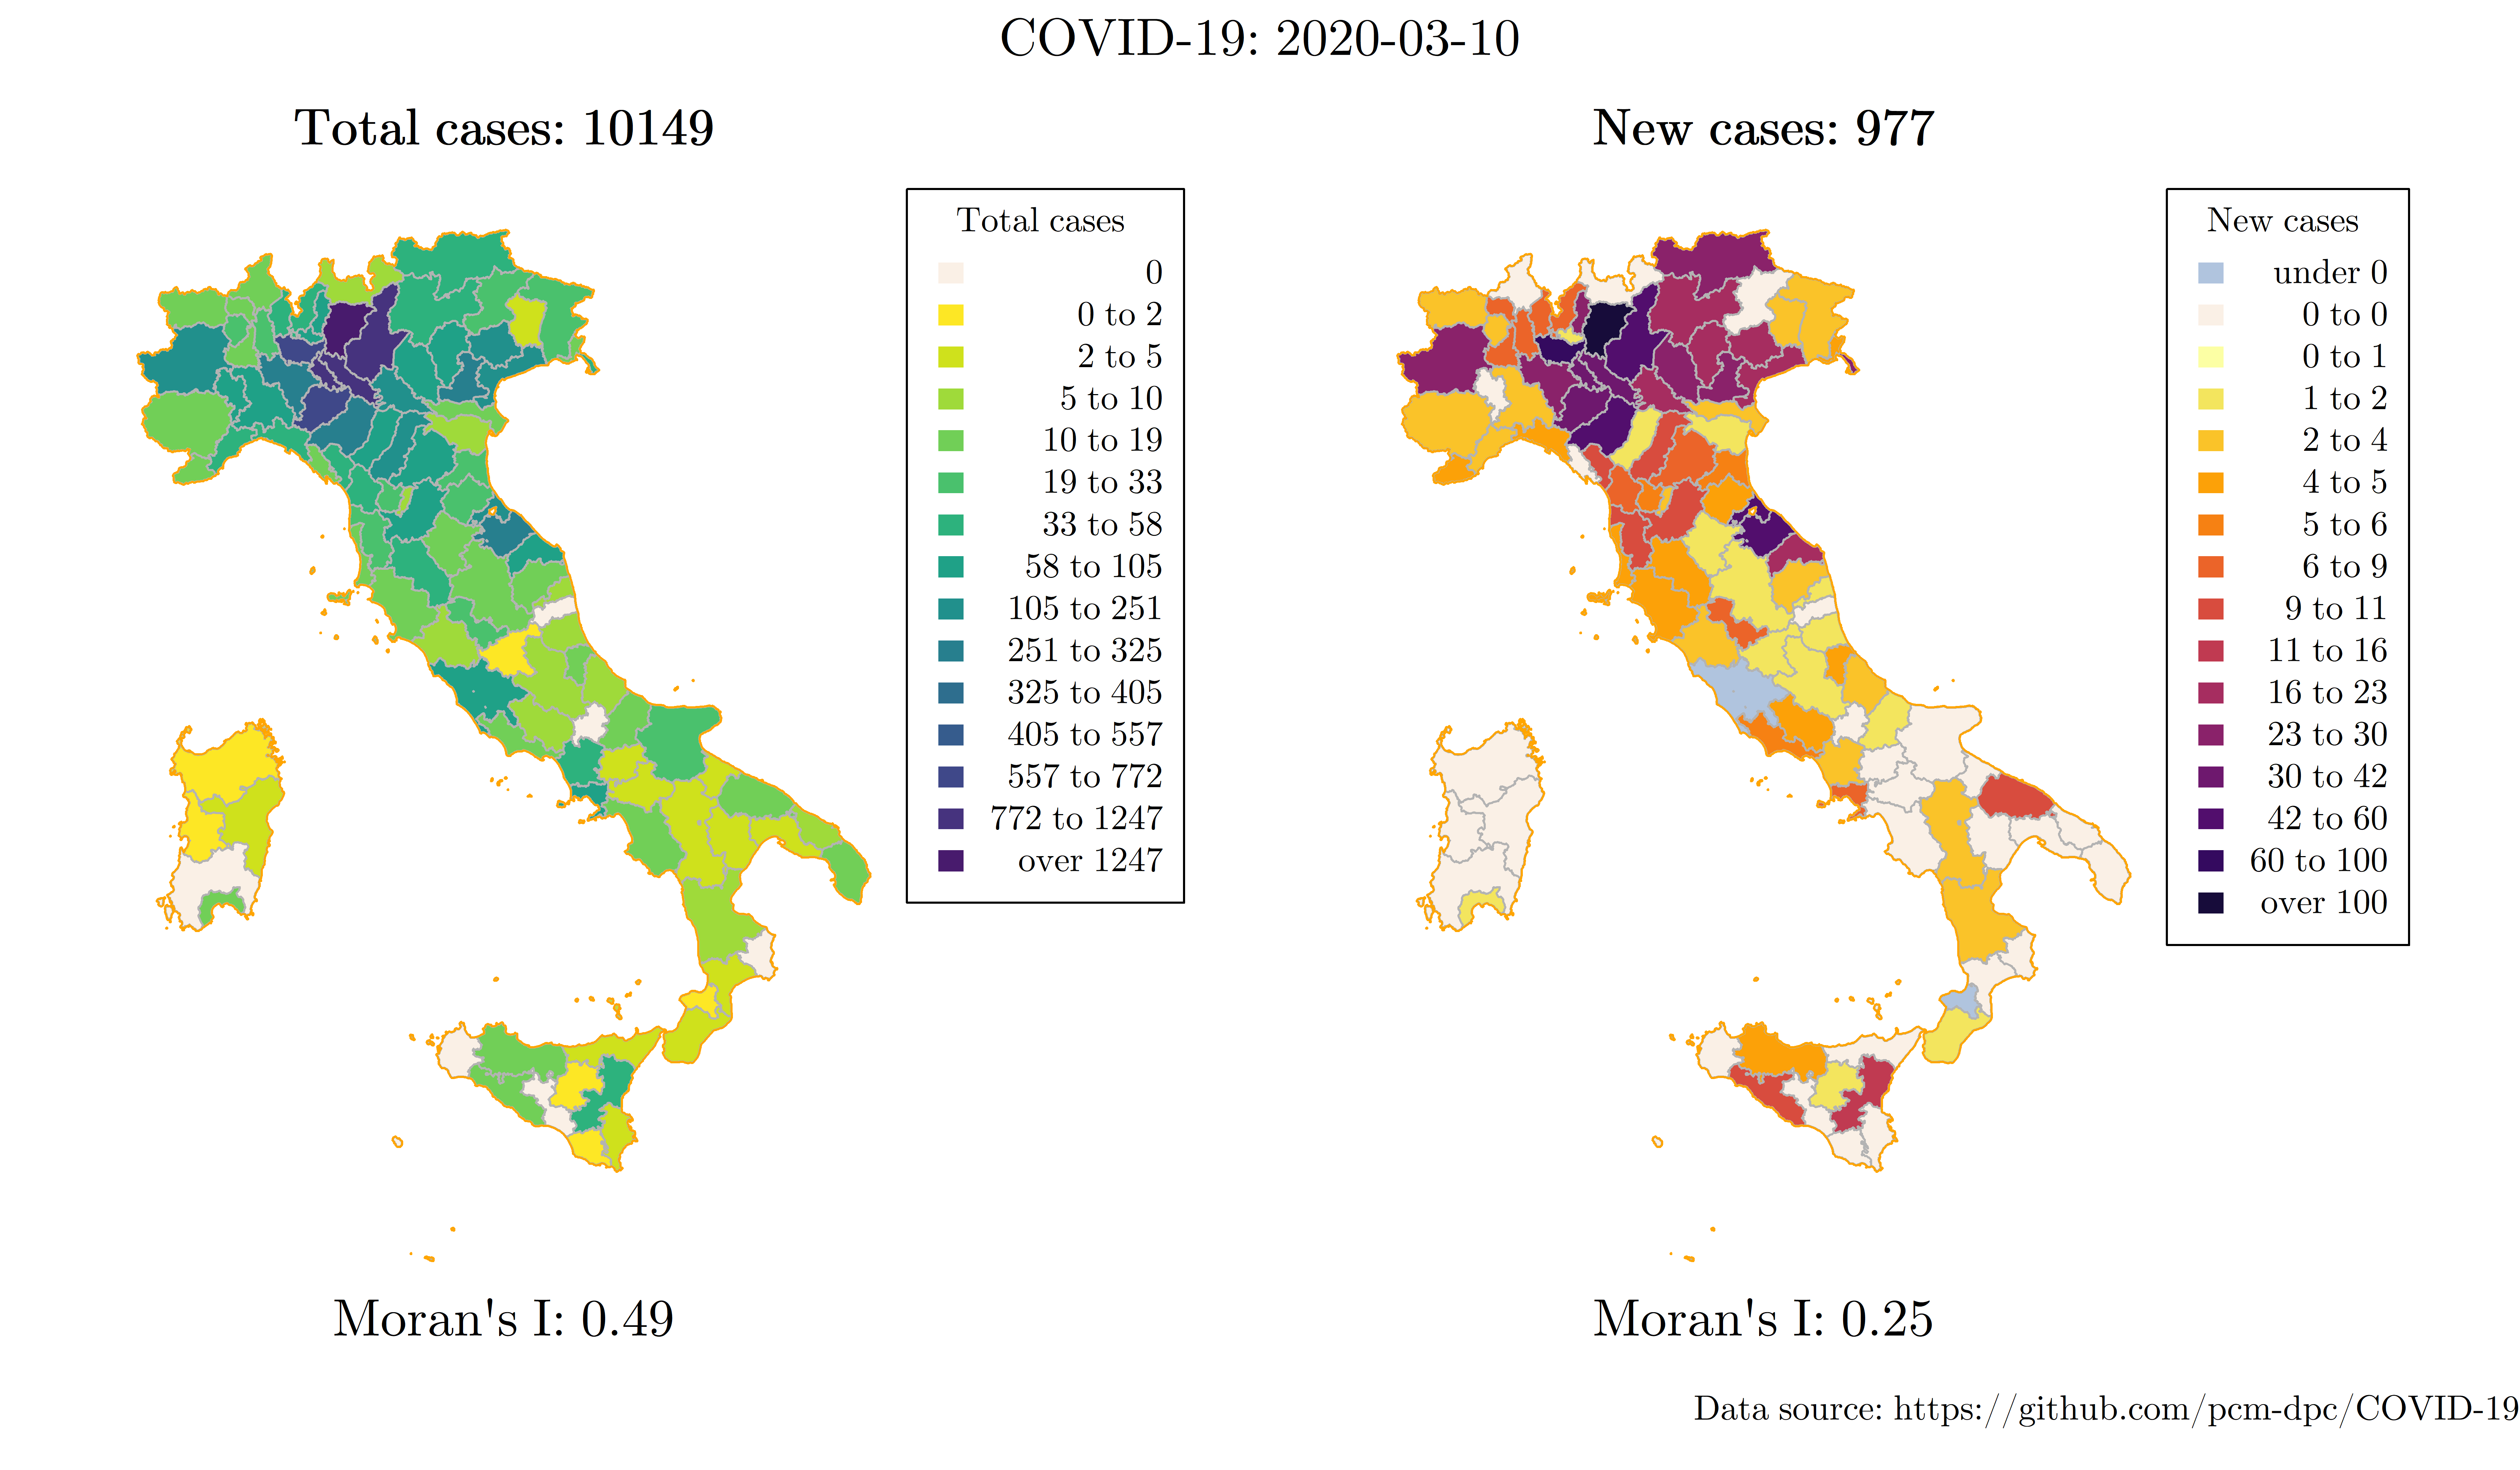 COVID-19: 2020-03-10
Total cases: 10149
Total cases
0
0 to 2
2 to 5
5 to 10
10 to 19
19 to 33
33 to 58
58 to 105
105 to 251
251 to 325
325 to 405
405 to 557
557 to 772
772 to 1247
over 1247
Moran's I: 0.49
New cases: 977
New cases
under 0
0 to 0
0 to 1
1 to 2
2 to 4
4 to 5
5 to 6
6 to 9
9 to 11
11 to 16
16 to 23
23 to 30
30 to 42
42 to 60
60 to 100
over 100
Moran's I: 0.25
Data source: https://github.com/pcm-dpc/COVID-19